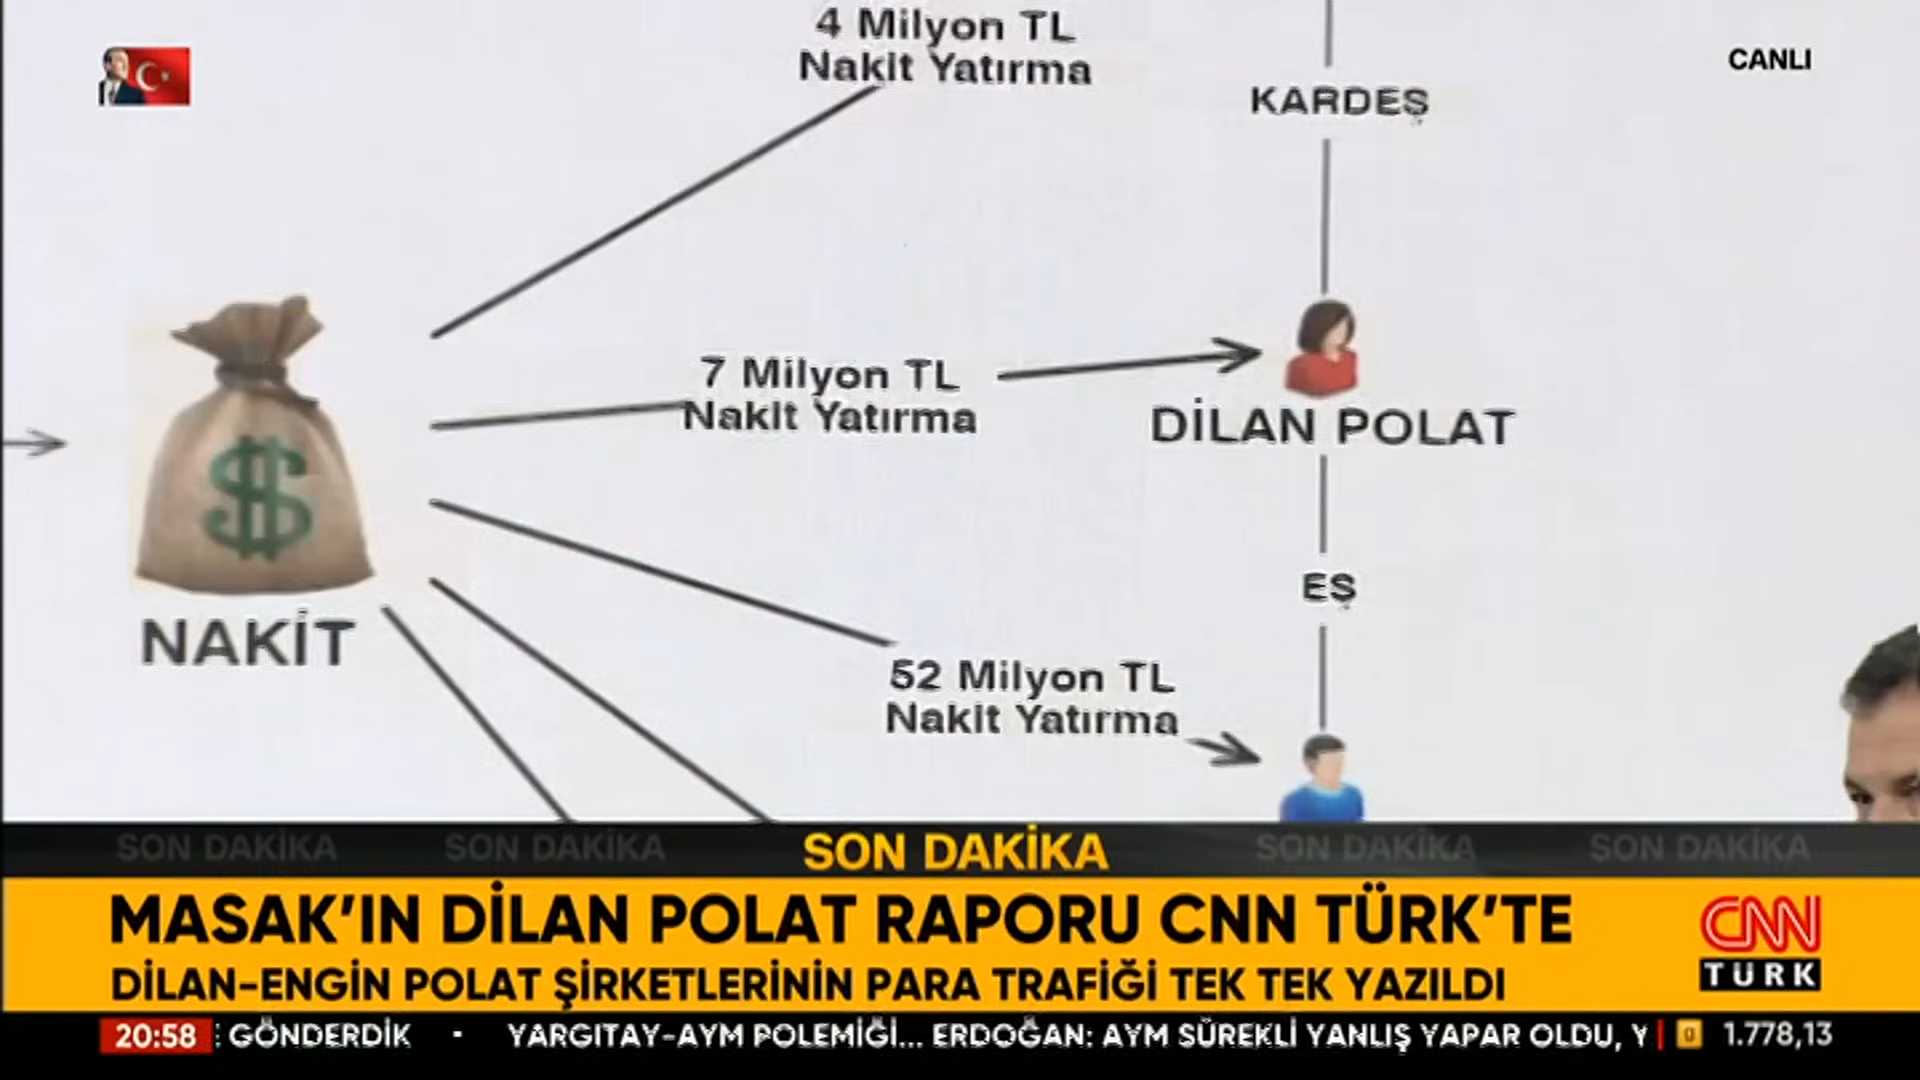 4 Milyon TL
Nakit Yatırma
CANLI
KARDEŞ
7 Milyon TL
Nakit Yatırma
DİLAN POLAT
EŞ
NAKİT
52 Milyon TL
Nakit Yatırma
SON DAKİKA SON DAKİKA SON DAKİKA SON DAKİKA SON DAKİKA
MASAK'IN DİLAN POLAT RAPORU CNN TÜRK'TE
DİLAN-ENGİN POLAT ŞİRKETLERİNİN PARA TRAFİĞİ TEK TEK YAZILDI
CNN
TÜRK
20:58 : GÖNDERDİK - YARGITAY-AYM POLEMİĞİ... ERDOĞAN: AYM SÜREKLİ YANLIŞ YAPAR OLDU, Y 1.778,13